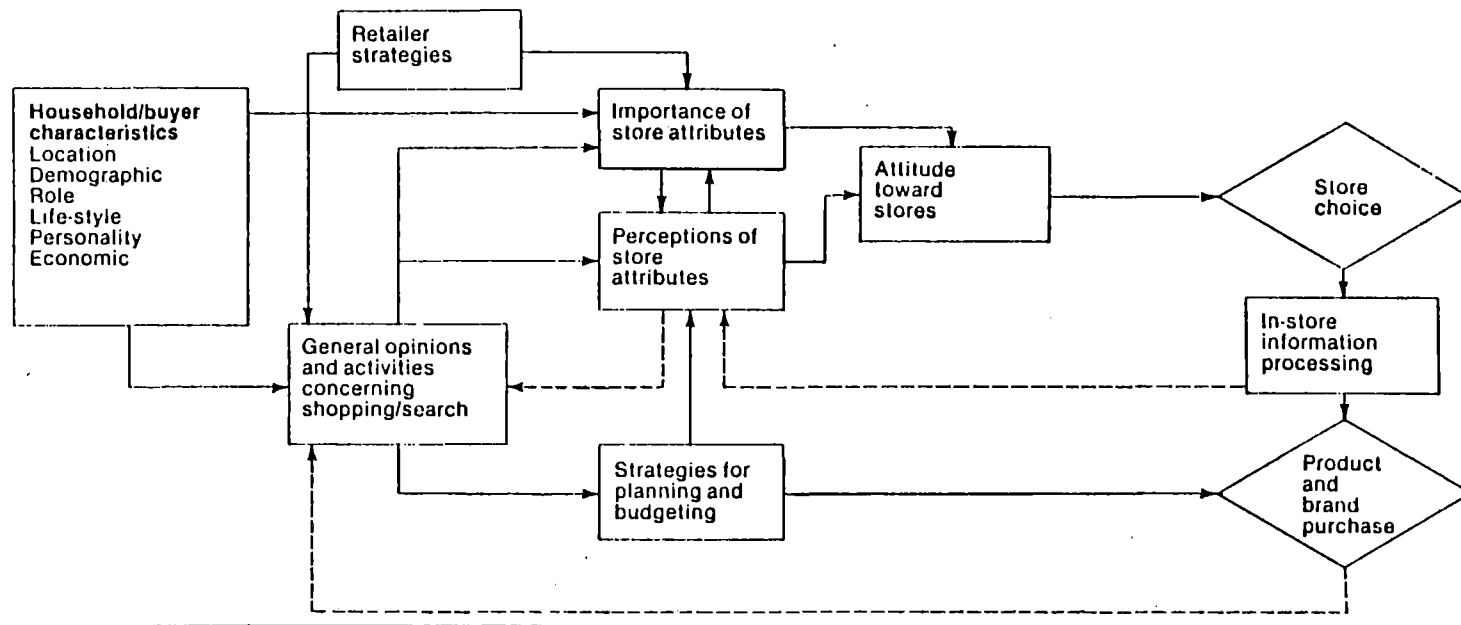 Retailer
strategies
Household/buyer
characteristics
Location
Demographic
Role
Life-style
Personality
Economic
Importance of
store attributes
Attitude
toward
stores
Store
choice
Perceptions of
store
attributes
General opinions
and activities
concerning
shopping/search
In-store
information
processing
Strategies for
planning and
budgeting
Product
and
brand
purchase